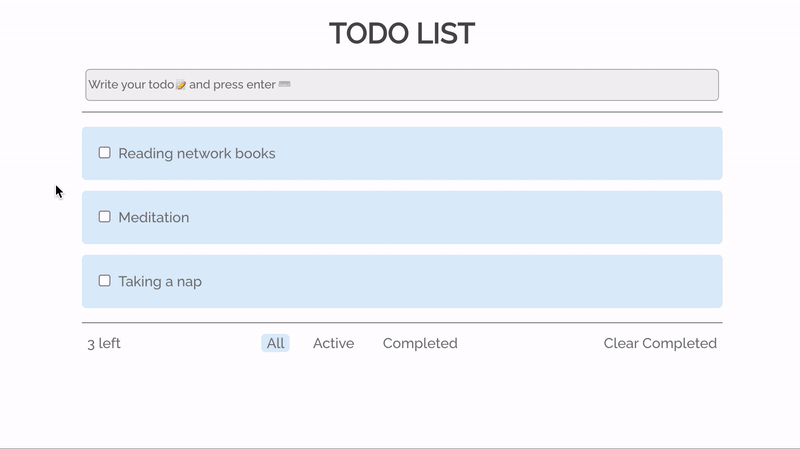 TODO LIST
Write your todo📝 and press enter ⌨️
Reading network books
Meditation
Taking a nap
3 left All Active Completed Clear Completed